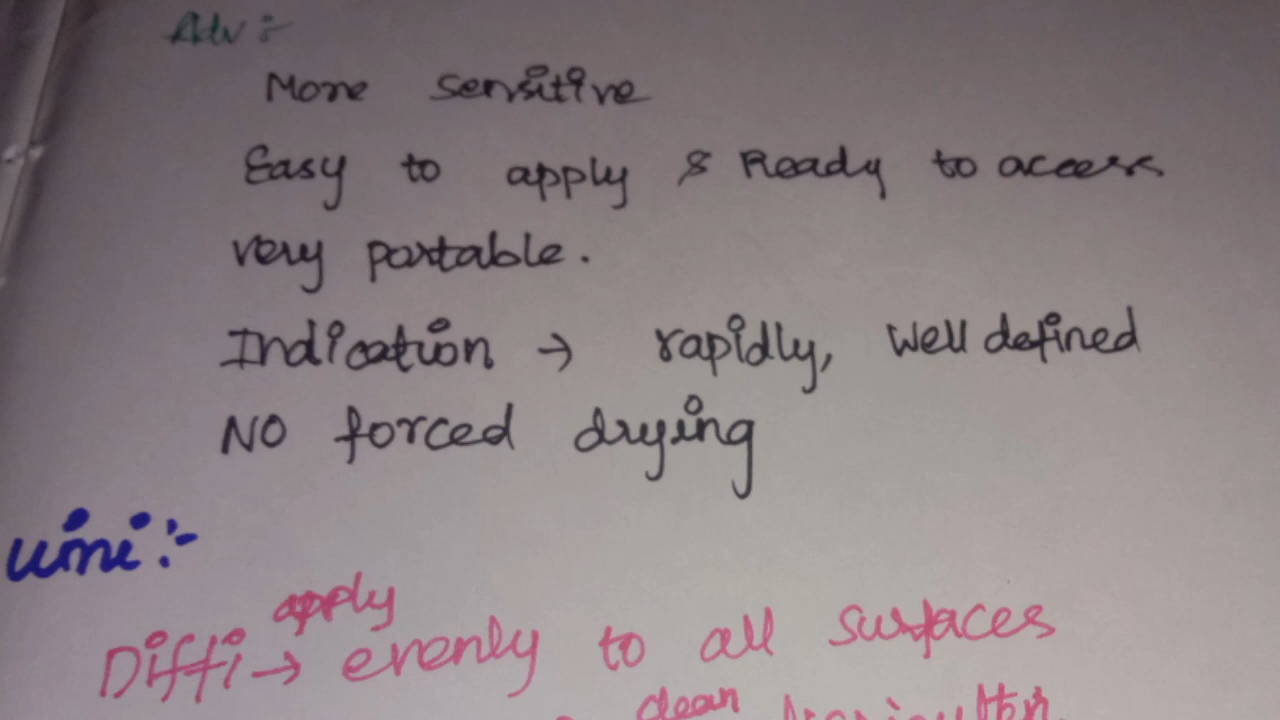 Adv :-
More sensitive
Easy to apply & Ready to access
very portable.
Indication → rapidly, well defined
NO forced drying
Limi :-
apply
Diffi → evenly to all surfaces
clean